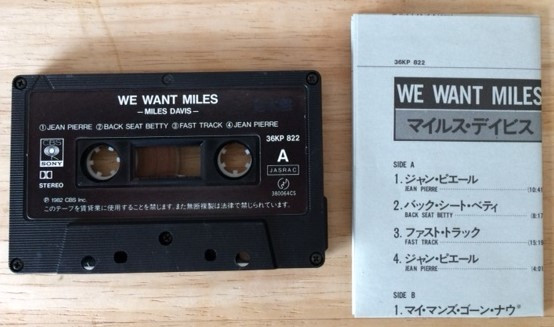 WE WANT MILES
– MILES DAVIS –
①JEAN PIERRE ②BACK SEAT BETTY ③FAST TRACK ④JEAN PIERRE
36KP 822
CBS
SONY
A
JASRAC
STEREO
380064CS
℗ 1982 CBS Inc.
このテープを賃貸業に使用することを禁じます。また無断複製は法律で禁じられています。
36KP 822
WE WANT MILES
マイルス・デイビス
SIDE A
1. ジャン・ピエール
JEAN PIERRE
2. バック・シート・ベティ
BACK SEAT BETTY
3. ファスト・トラック
FAST TRACK
4. ジャン・ピエール
JEAN PIERRE
SIDE B
1. マイ・マンズ・ゴーン・ナウ